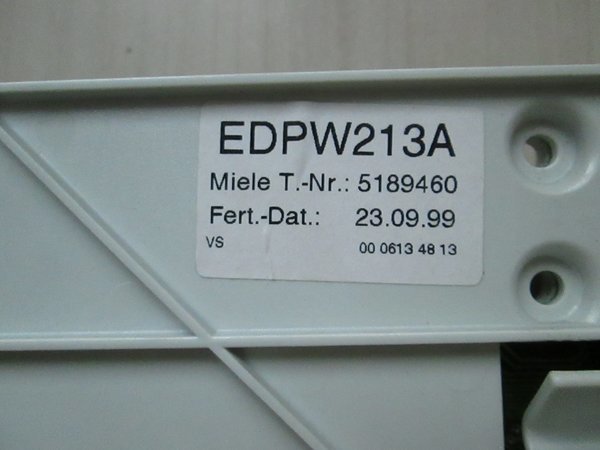 EDPW213A
Miele T.-Nr.: 5189460
Fert.-Dat.: 23.09.99
VS 00 0613 48 13